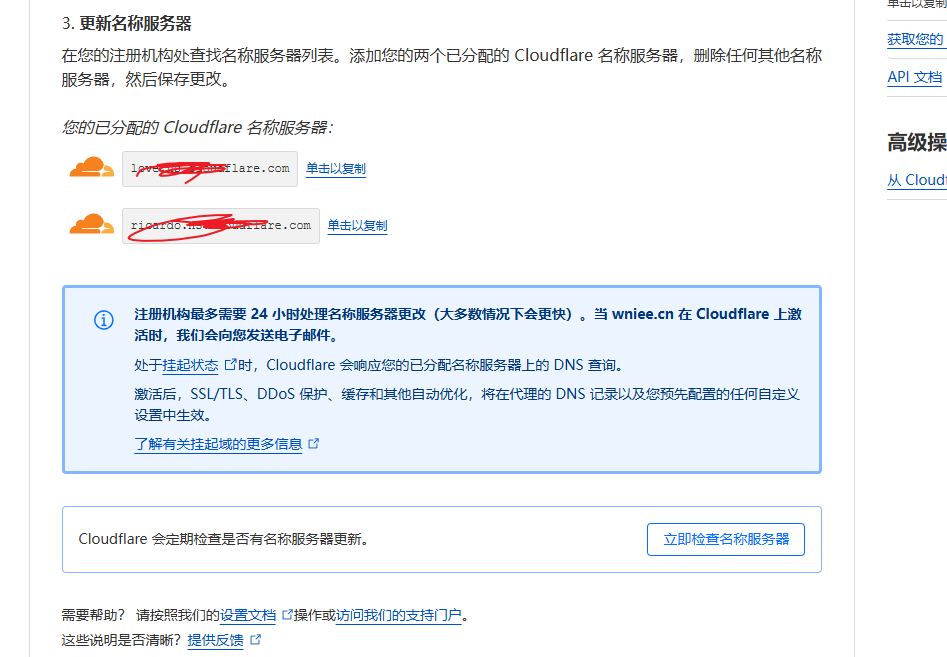 单击以复制
3. 更新名称服务器
在您的注册机构处查找名称服务器列表。添加您的两个已分配的 Cloudflare 名称服务器，删除任何其他名称
服务器，然后保存更改。
获取您的
API 文档
您的已分配的 Cloudflare 名称服务器：
高级操
单击以复制
从 Cloudf
单击以复制
注册机构最多需要 24 小时处理名称服务器更改（大多数情况下会更快）。当 wniee.cn 在 Cloudflare 上激
活时，我们会向您发送电子邮件。
处于挂起状态时，Cloudflare 会响应您的已分配名称服务器上的 DNS 查询。
激活后，SSL/TLS、DDoS 保护、缓存和其他自动优化，将在代理的 DNS 记录以及您预先配置的任何自定义
设置中生效。
了解有关挂起域的更多信息
Cloudflare 会定期检查是否有名称服务器更新。
立即检查名称服务器
需要帮助？ 请按照我们的设置文档操作或访问我们的支持门户。
这些说明是否清晰？提供反馈